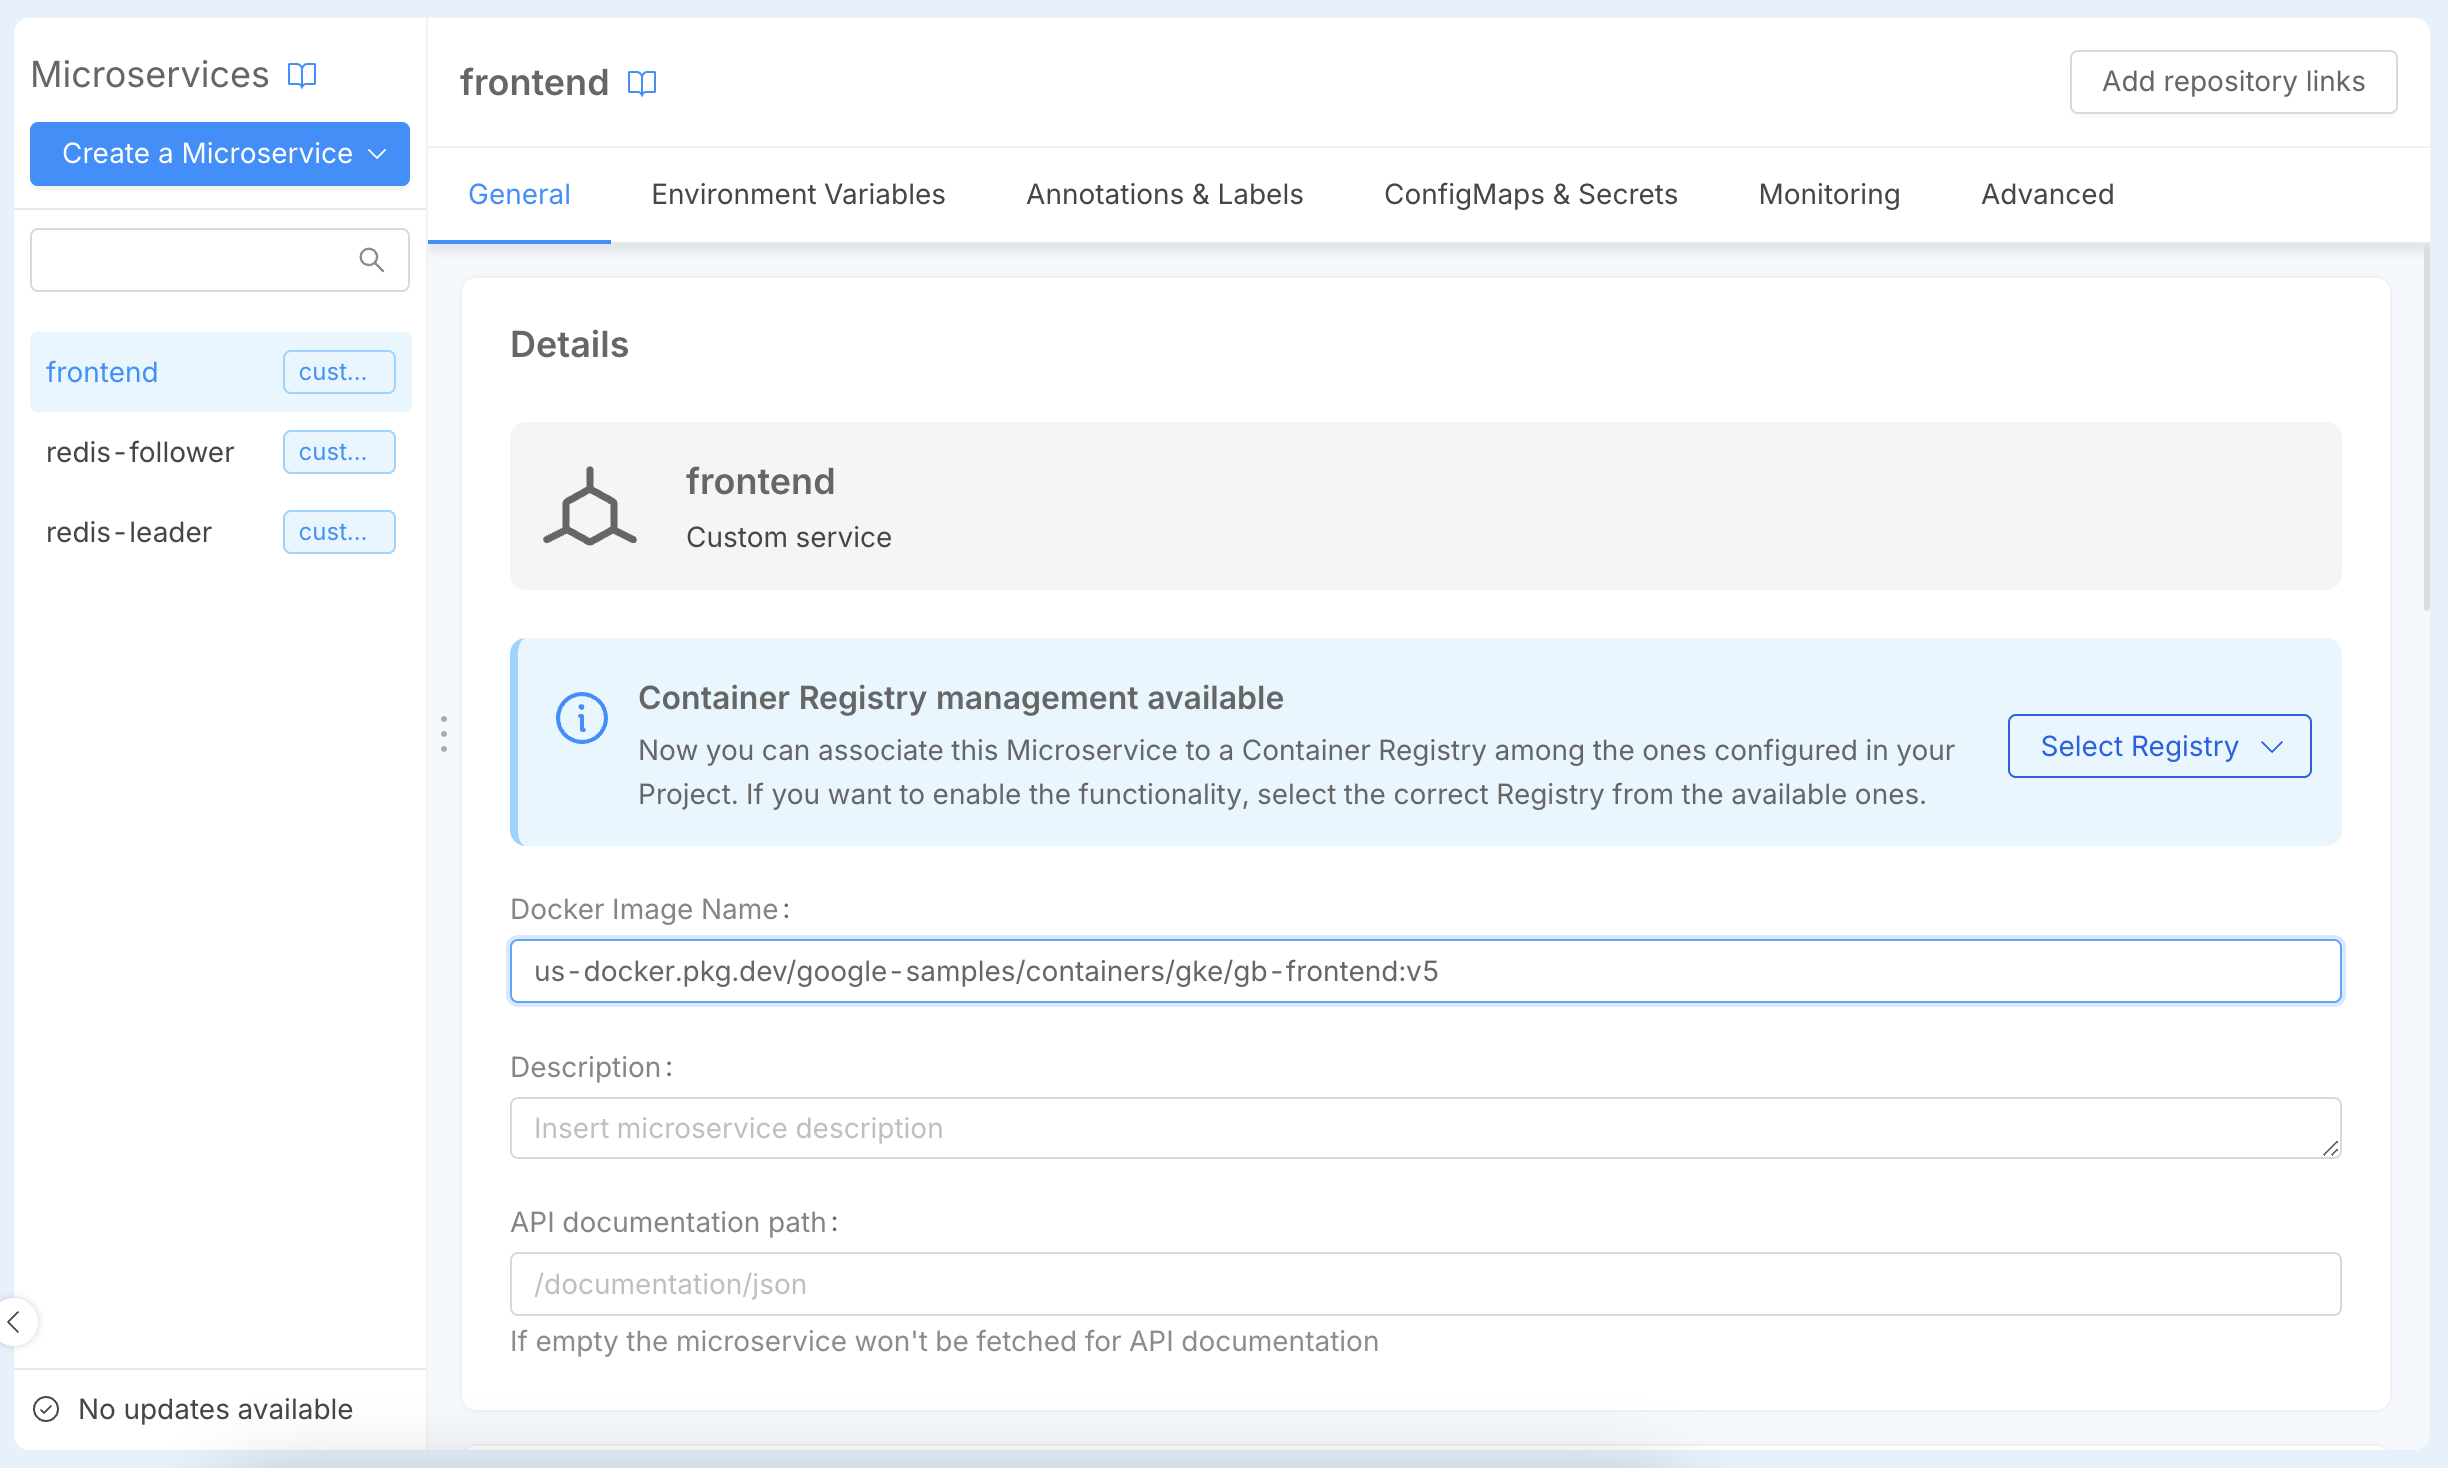 Microservices
Create a Microservice
frontend
cust...
redis-follower
cust...
redis-leader
cust...
No updates available
frontend
Add repository links
General
Environment Variables
Annotations & Labels
ConfigMaps & Secrets
Monitoring
Advanced
Details
frontend
Custom service
Container Registry management available
Now you can associate this Microservice to a Container Registry among the ones configured in your
Project. If you want to enable the functionality, select the correct Registry from the available ones.
Select Registry
Docker Image Name:
us-docker.pkg.dev/google-samples/containers/gke/gb-frontend:v5
Description:
Insert microservice description
API documentation path:
/documentation/json
If empty the microservice won't be fetched for API documentation